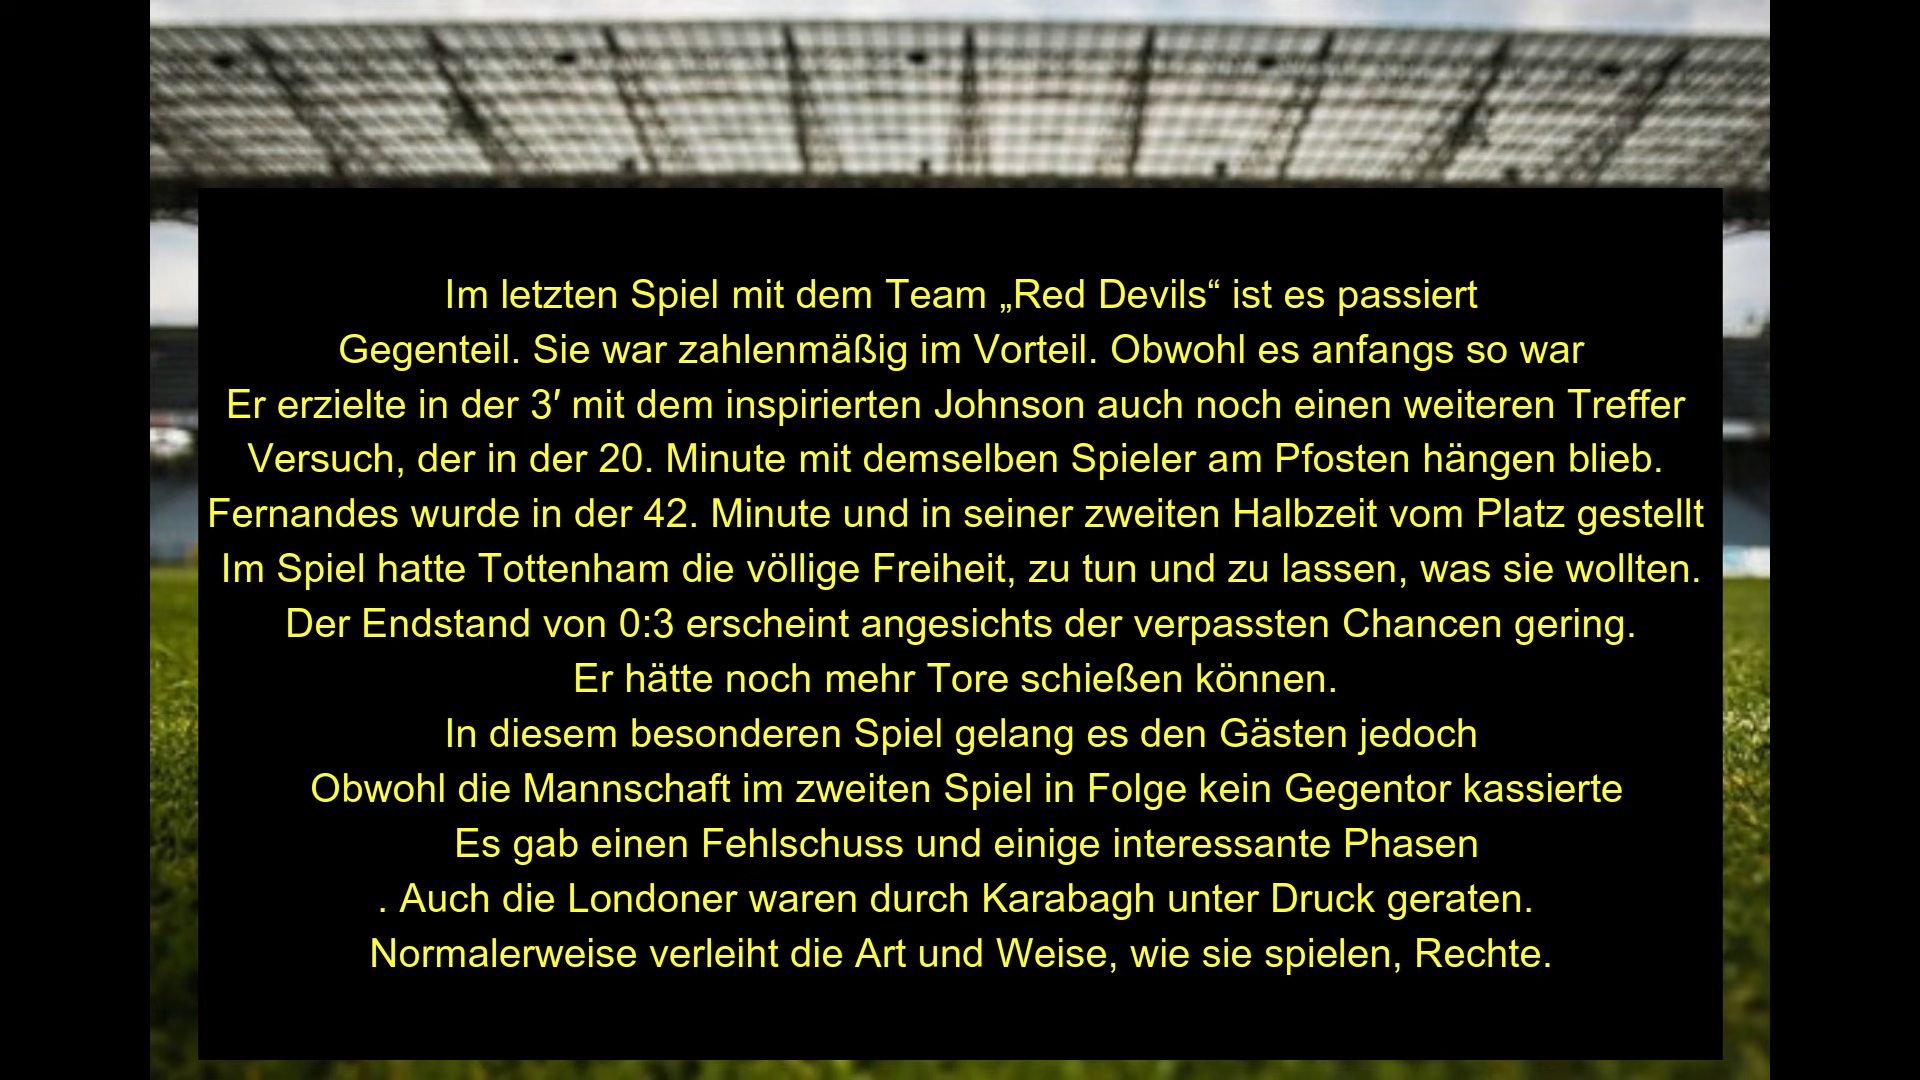 Im letzten Spiel mit dem Team „Red Devils“ ist es passiert
Gegenteil. Sie war zahlenmäßig im Vorteil. Obwohl es anfangs so war
Er erzielte in der 3′ mit dem inspirierten Johnson auch noch einen weiteren Treffer
Versuch, der in der 20. Minute mit demselben Spieler am Pfosten hängen blieb.
Fernandes wurde in der 42. Minute und in seiner zweiten Halbzeit vom Platz gestellt
Im Spiel hatte Tottenham die völlige Freiheit, zu tun und zu lassen, was sie wollten.
Der Endstand von 0:3 erscheint angesichts der verpassten Chancen gering.
Er hätte noch mehr Tore schießen können.
In diesem besonderen Spiel gelang es den Gästen jedoch
Obwohl die Mannschaft im zweiten Spiel in Folge kein Gegentor kassierte
Es gab einen Fehlschuss und einige interessante Phasen
. Auch die Londoner waren durch Karabagh unter Druck geraten.
Normalerweise verleiht die Art und Weise, wie sie spielen, Rechte.